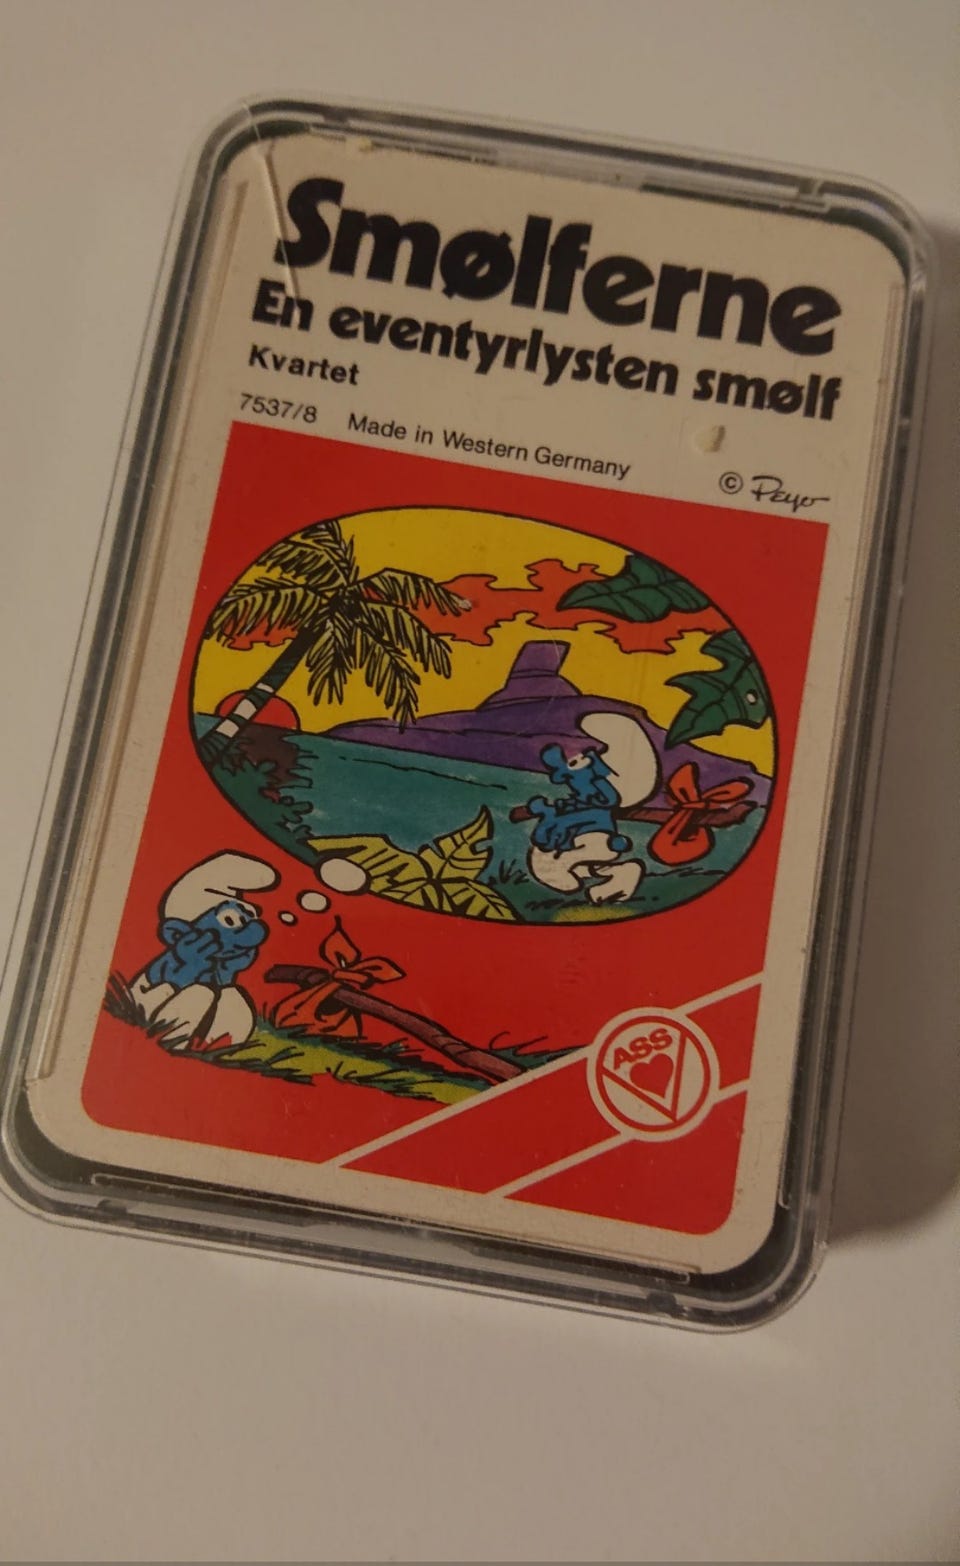 Smølferne
En eventyrlysten smølf
Kvartet
7537/8 Made in Western Germany
© Peyo
ASS